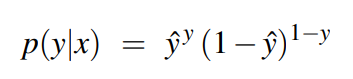 p(y|x) = ŷ^y (1 − ŷ)^{1−y}